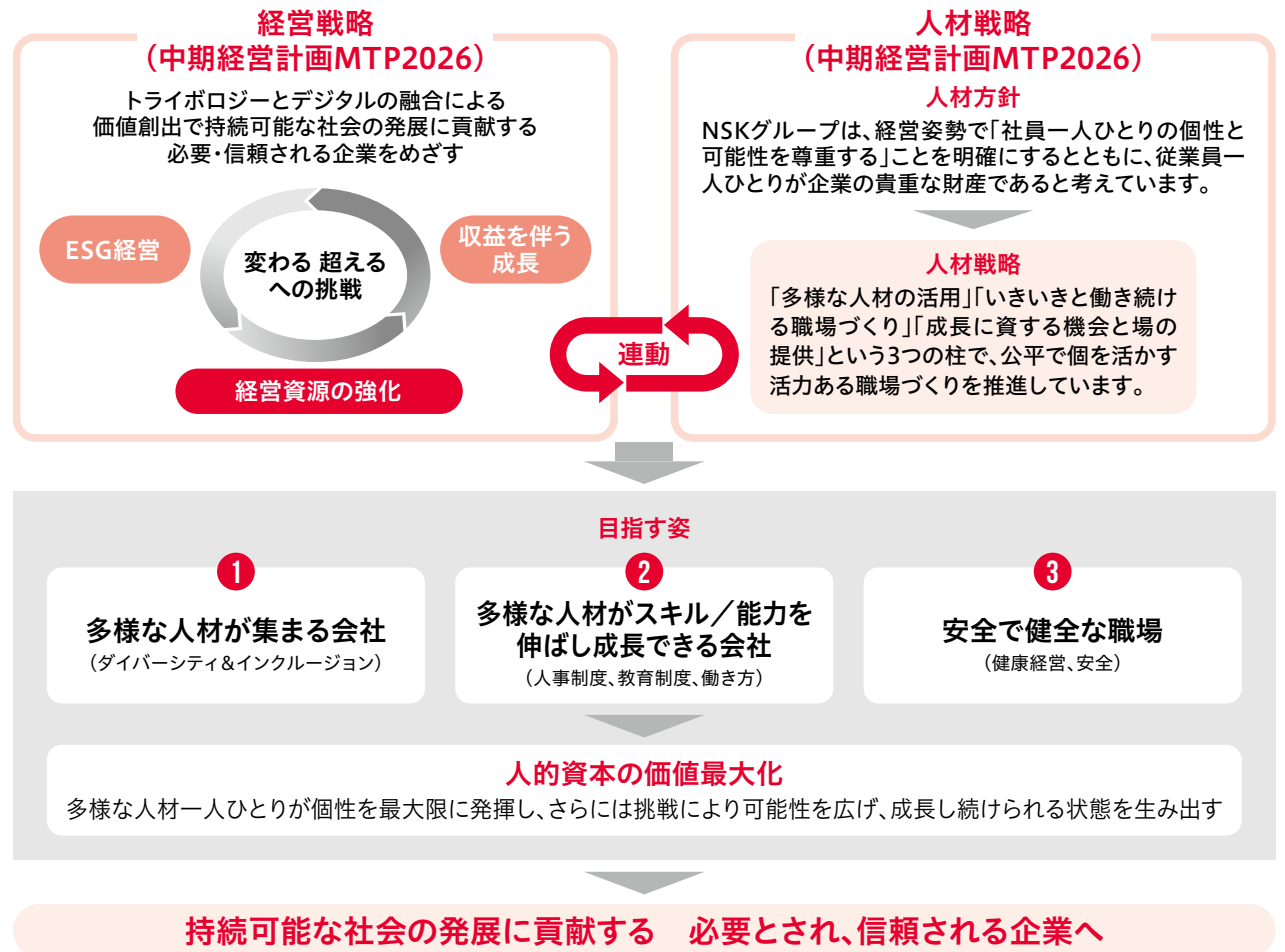 経営戦略
（中期経営計画MTP2026）
トライボロジーとデジタルの融合による
価値創出で持続可能な社会の発展に貢献する
必要・信頼される企業をめざす
ESG経営
変わる 超える
への挑戦
収益を伴う
成長
経営資源の強化
連動
人材戦略
（中期経営計画MTP2026）
人材方針
NSKグループは、経営姿勢で「社員一人ひとりの個性と
可能性を尊重する」ことを明確にするとともに、従業員一
人ひとりが企業の貴重な財産であると考えています。
人材戦略
「多様な人材の活用」「いきいきと働き続け
る職場づくり」「成長に資する機会と場の
提供」という3つの柱で、公平で個を活かす
活力ある職場づくりを推進しています。
目指す姿
1
多様な人材が集まる会社
（ダイバーシティ&インクルージョン）
2
多様な人材がスキル／能力を
伸ばし成長できる会社
（人事制度、教育制度、働き方）
3
安全で健全な職場
（健康経営、安全）
人的資本の価値最大化
多様な人材一人ひとりが個性を最大限に発揮し、さらには挑戦により可能性を広げ、成長し続けられる状態を生み出す
持続可能な社会の発展に貢献する　必要とされ、信頼される企業へ